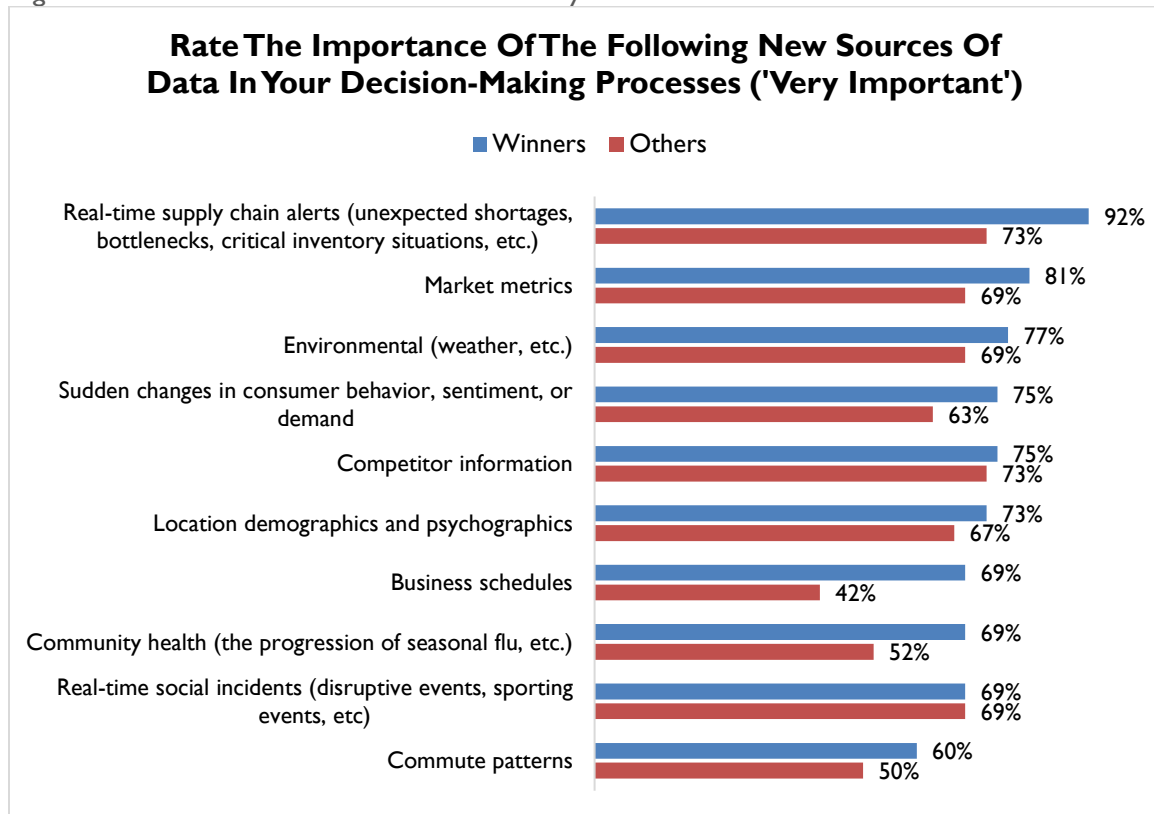 Rate The Importance Of The Following New Sources Of
Data In Your Decision-Making Processes ('Very Important')
Winners Others
Real-time supply chain alerts (unexpected shortages,
bottlenecks, critical inventory situations, etc.)
92%
73%
Market metrics
81%
69%
Environmental (weather, etc.)
77%
69%
Sudden changes in consumer behavior, sentiment, or
demand
75%
63%
Competitor information
75%
73%
Location demographics and psychographics
73%
67%
Business schedules
69%
42%
Community health (the progression of seasonal flu, etc.)
69%
52%
Real-time social incidents (disruptive events, sporting
events, etc)
69%
69%
Commute patterns
60%
50%